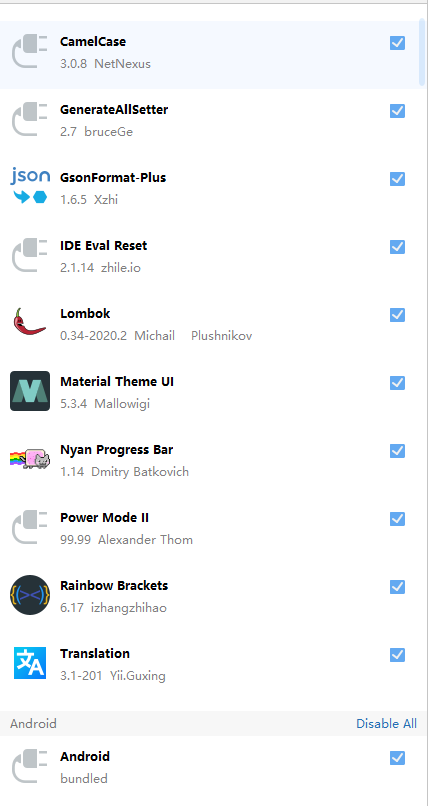 CamelCase
3.0.8 NetNexus
GenerateAllSetter
2.7 bruceGe
json
GsonFormat-Plus
1.6.5 Xzhi
IDE Eval Reset
2.1.14 zhile.io
Lombok
0.34-2020.2 Michail Plushnikov
Material Theme UI
5.3.4 Mallowigi
Nyan Progress Bar
1.14 Dmitry Batkovich
Power Mode II
99.99 Alexander Thom
Rainbow Brackets
6.17 izhangzhihao
文A
Translation
3.1-201 Yii.Guxing
Android Disable All
Android
bundled